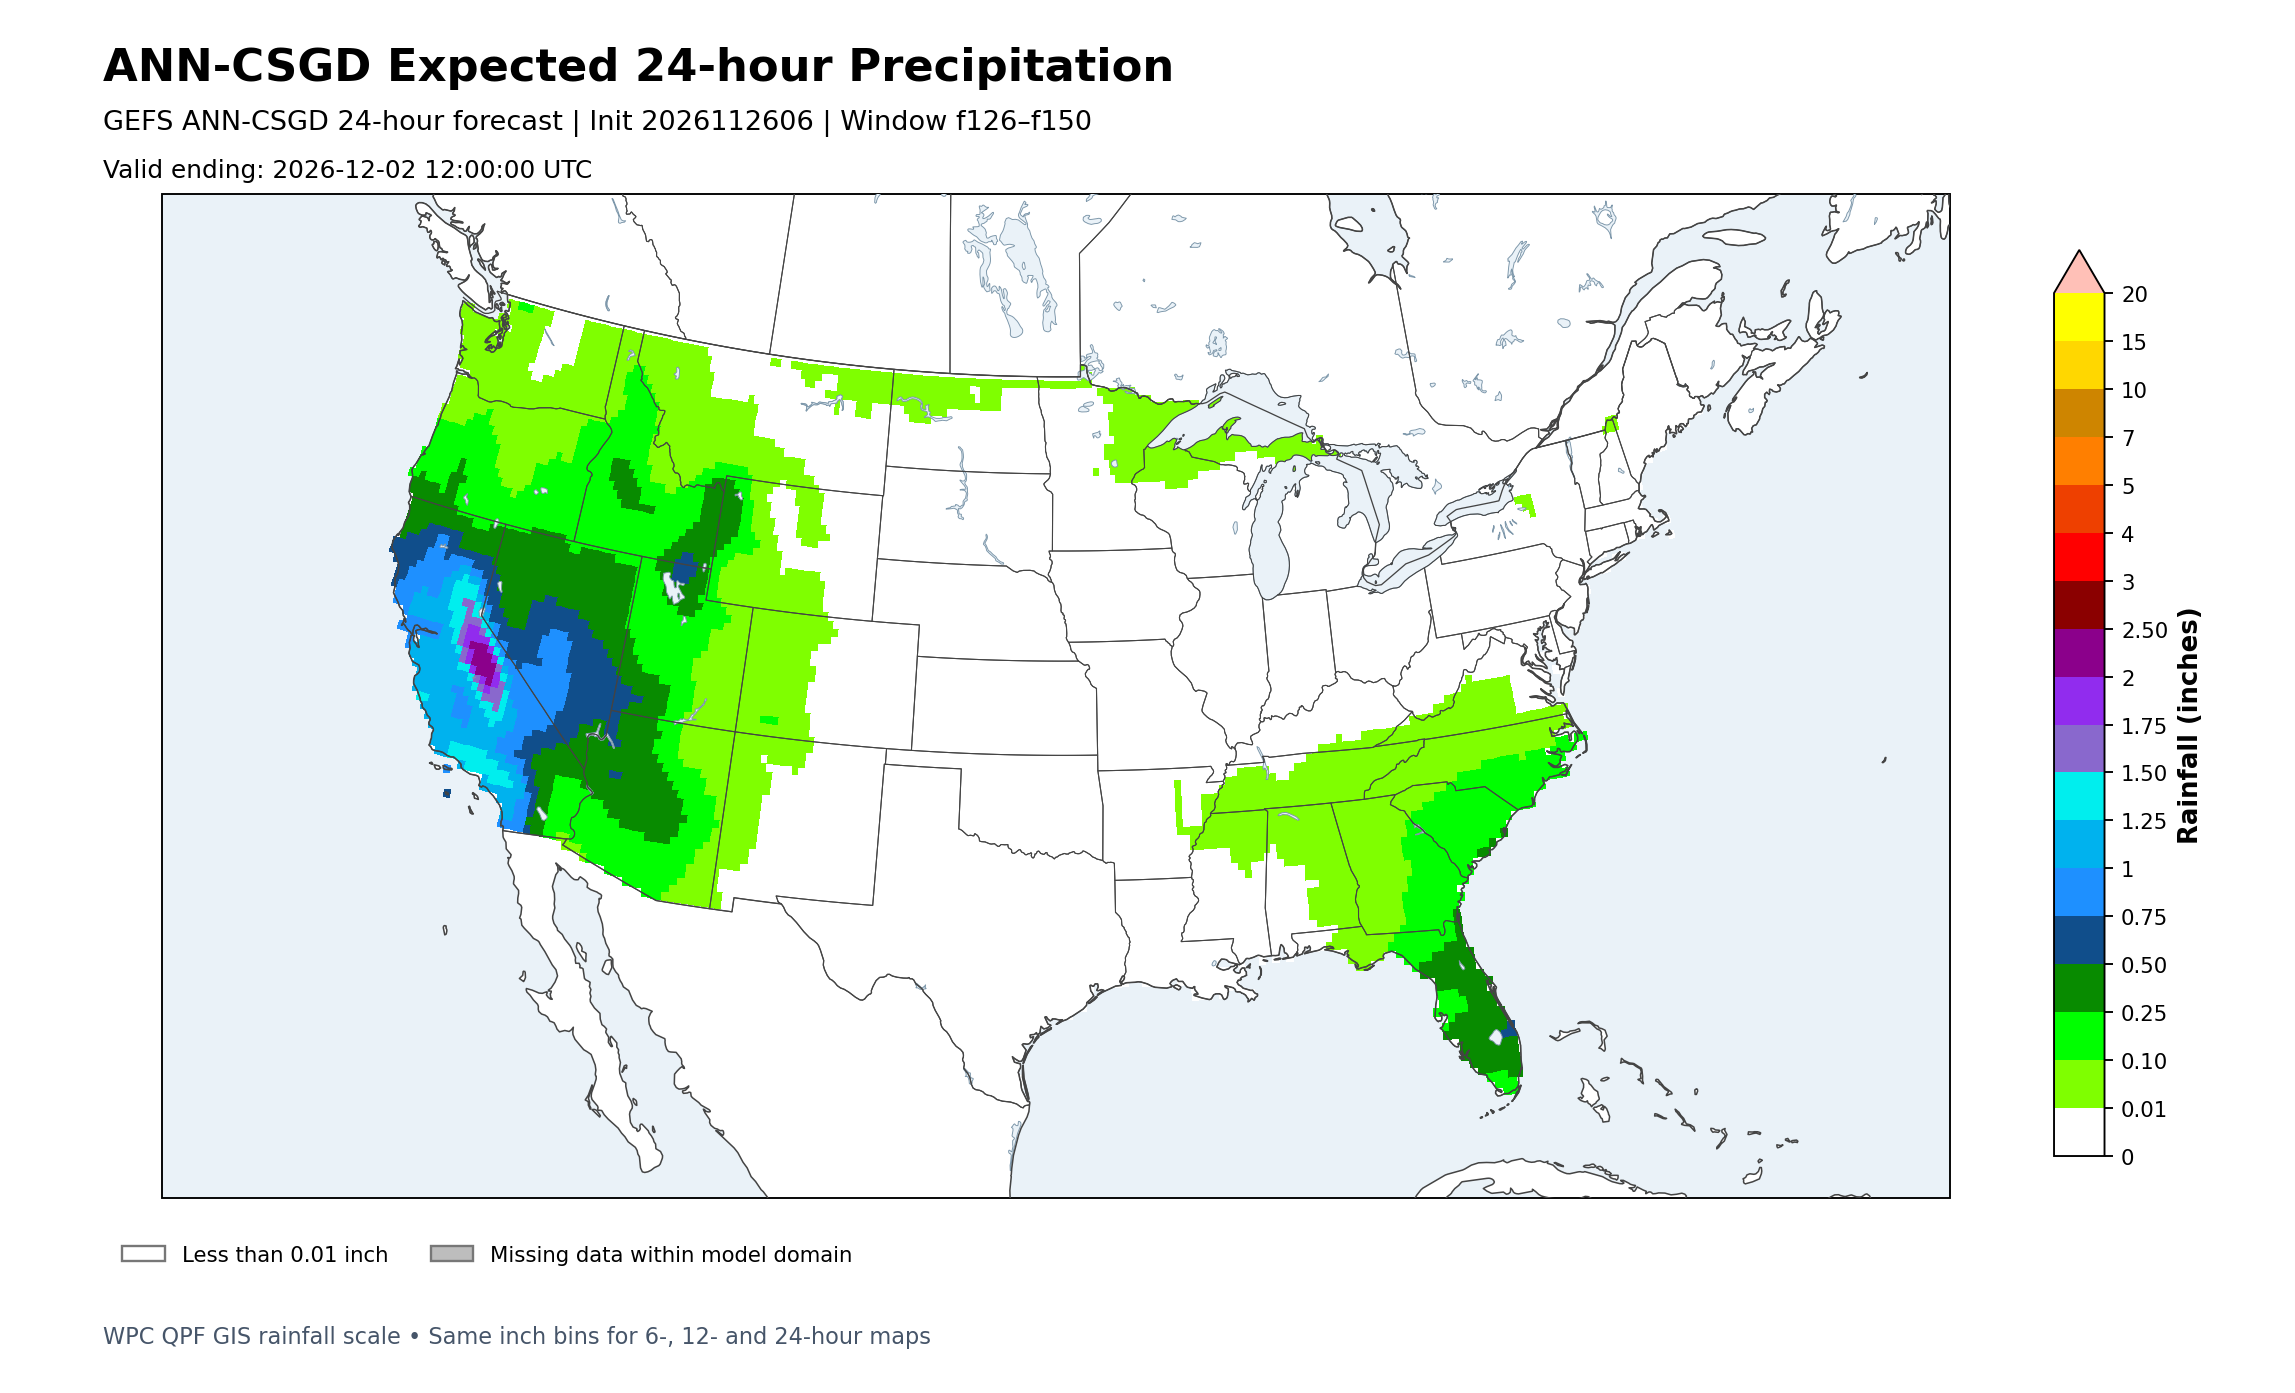 ANN-CSGD Expected 24-hour Precipitation
GEFS ANN-CSGD 24-hour forecast | Init 2026112606 | Window f126–f150
Valid ending: 2026-12-02 12:00:00 UTC
20
15
10
7
5
4
3
2.50
2
1.75
1.50
1.25
1
0.75
0.50
0.25
0.10
0.01
0
Rainfall (inches)
Less than 0.01 inch
Missing data within model domain
WPC QPF GIS rainfall scale • Same inch bins for 6-, 12- and 24-hour maps